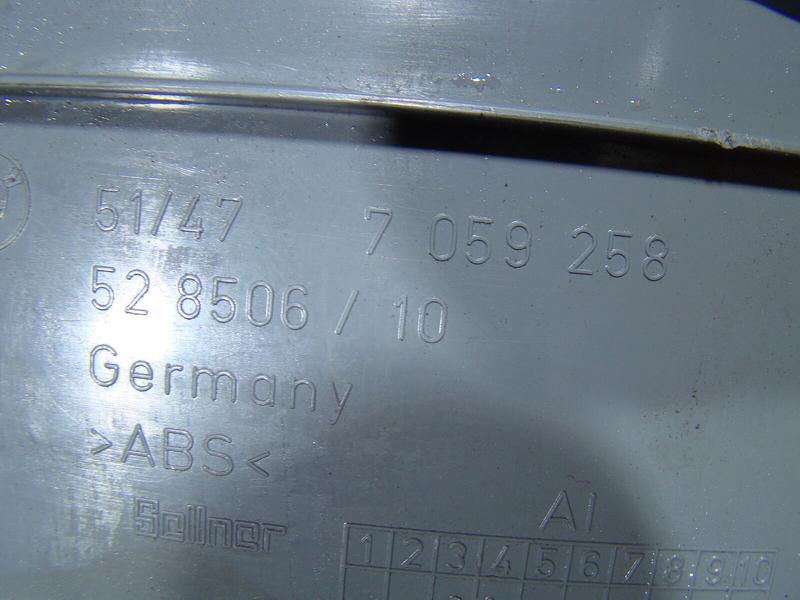 51/47 7 059 258
52 8506 / 10
Germany
>ABS<
Sellner
AI
1 2 3 4 5 6 7 8 9 10